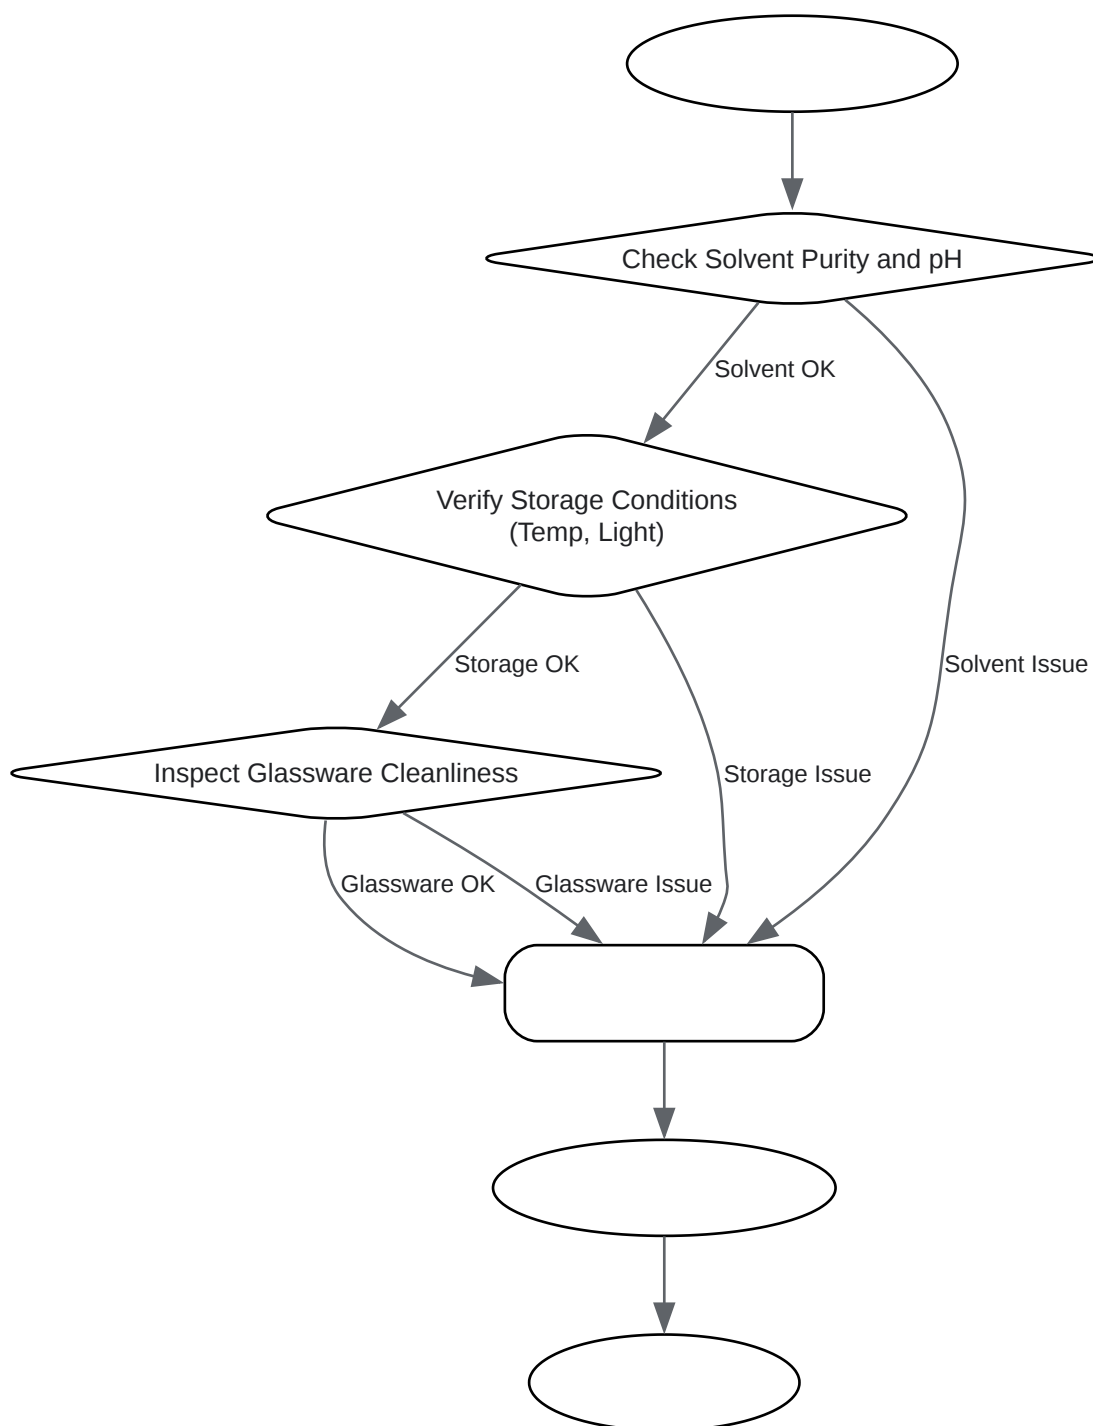 Check Solvent Purity and pH
Solvent OK
Verify Storage Conditions
(Temp, Light)
Storage OK
Solvent Issue
Inspect Glassware Cleanliness
Storage Issue
Glassware OK
Glassware Issue